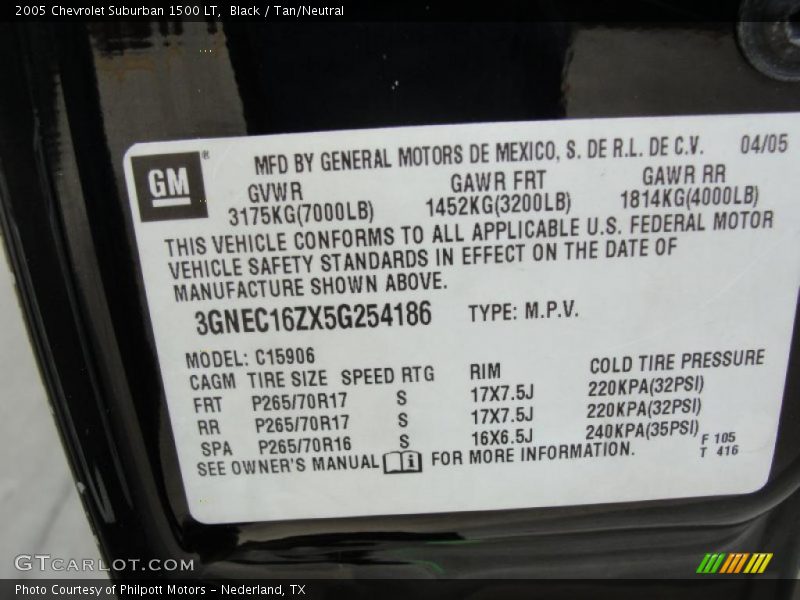 2005 Chevrolet Suburban 1500 LT, Black / Tan/Neutral
GM ®
MFD BY GENERAL MOTORS DE MEXICO, S. DE R.L. DE C.V. 04/05
GVWR GAWR FRT GAWR RR
3175KG(7000LB) 1452KG(3200LB) 1814KG(4000LB)
THIS VEHICLE CONFORMS TO ALL APPLICABLE U.S. FEDERAL MOTOR
VEHICLE SAFETY STANDARDS IN EFFECT ON THE DATE OF
MANUFACTURE SHOWN ABOVE.
3GNEC16ZX5G254186 TYPE: M.P.V.
MODEL: C15906
CAGM TIRE SIZE SPEED RTG RIM COLD TIRE PRESSURE
FRT P265/70R17 S 17X7.5J 220KPA(32PSI)
RR P265/70R17 S 17X7.5J 220KPA(32PSI)
SPA P265/70R16 S 16X6.5J 240KPA(35PSI)
SEE OWNER'S MANUAL i FOR MORE INFORMATION.
F 105
T 416
GTCARLOT.COM
Photo Courtesy of Philpott Motors - Nederland, TX